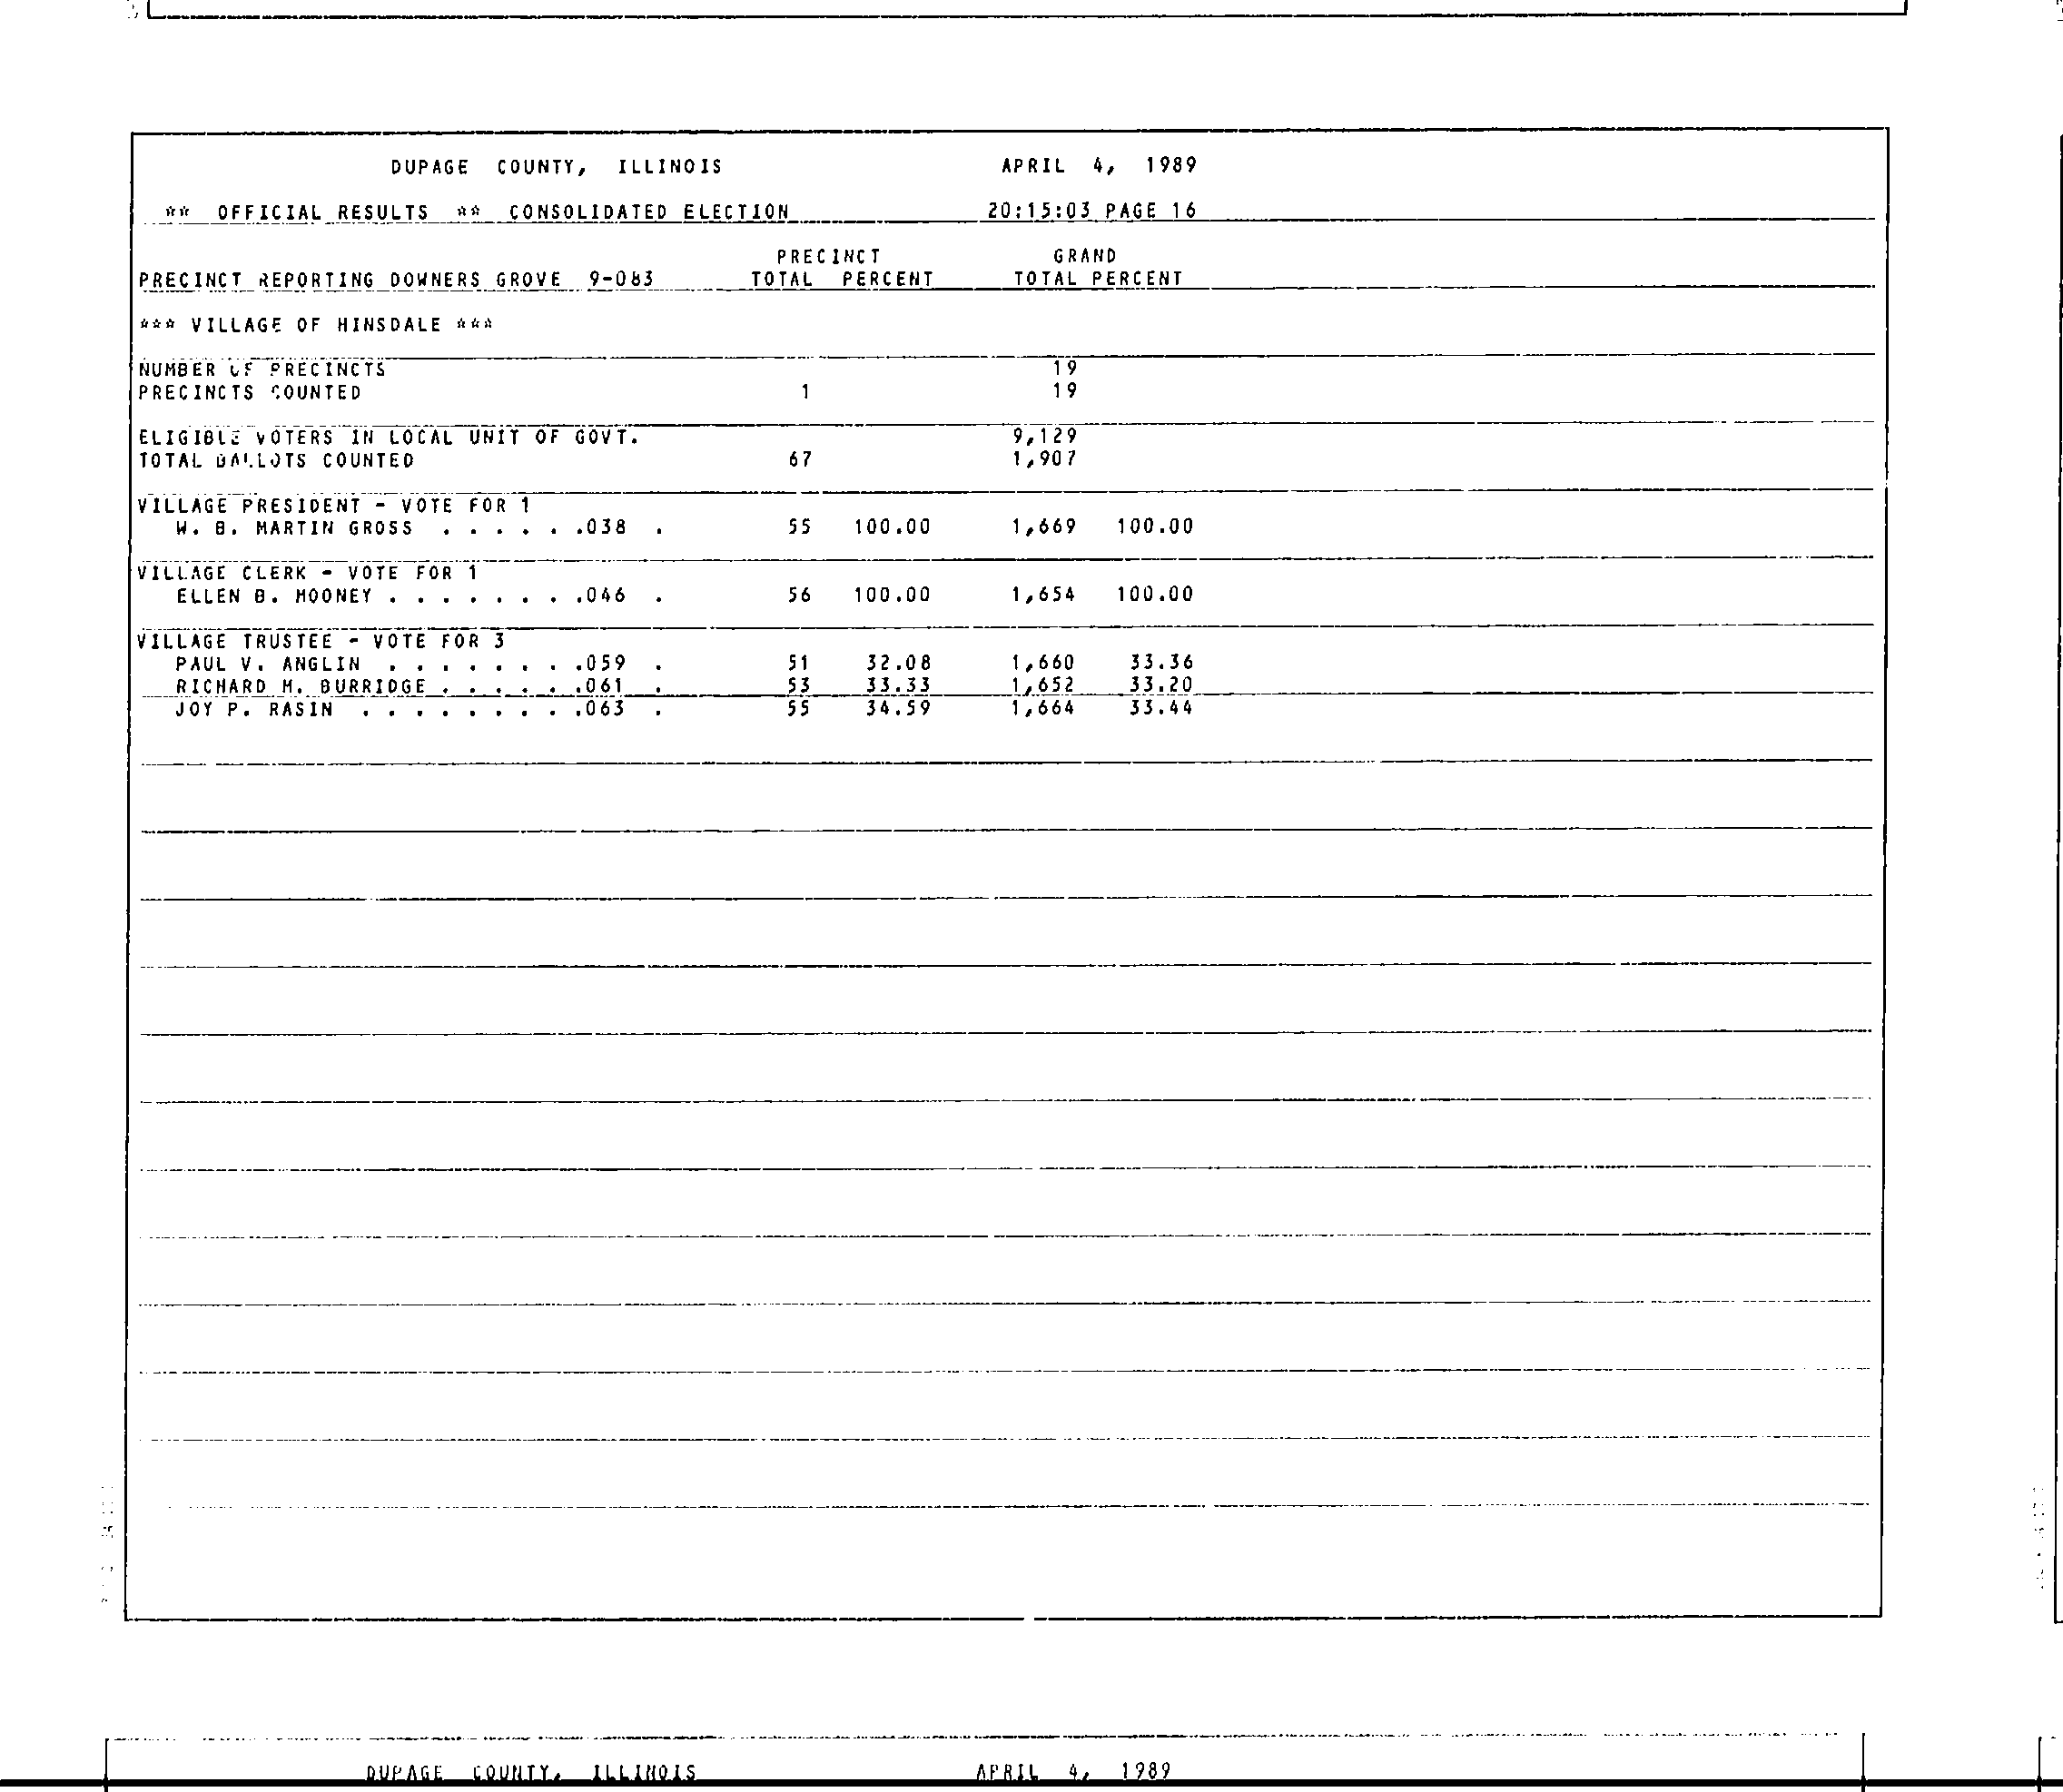 DUPAGE COUNTY, ILLINOIS APRIL 4, 1989
** OFFICIAL RESULTS ** CONSOLIDATED ELECTION 20:15:03 PAGE 16
PRECINCT GRAND
PRECINCT REPORTING DOWNERS GROVE 9-083 TOTAL PERCENT TOTAL PERCENT
*** VILLAGE OF HINSDALE ***
NUMBER OF PRECINCTS 19
PRECINCTS COUNTED 1 19
ELIGIBLE VOTERS IN LOCAL UNIT OF GOVT. 9,129
TOTAL BALLOTS COUNTED 67 1,907
VILLAGE PRESIDENT - VOTE FOR 1
W. B. MARTIN GROSS . . . . . .038 . 55 100.00 1,669 100.00
VILLAGE CLERK - VOTE FOR 1
ELLEN B. MOONEY . . . . . . . .046 . 56 100.00 1,654 100.00
VILLAGE TRUSTEE - VOTE FOR 3
PAUL V. ANGLIN . . . . . . . .059 . 51 32.08 1,660 33.36
RICHARD M. BURRIDGE . . . . . .061 . 53 33.33 1,652 33.20
JOY P. RASIN . . . . . . . . .063 . 55 34.59 1,664 33.44
DUPAGE COUNTY, ILLINOIS APRIL 4, 1989